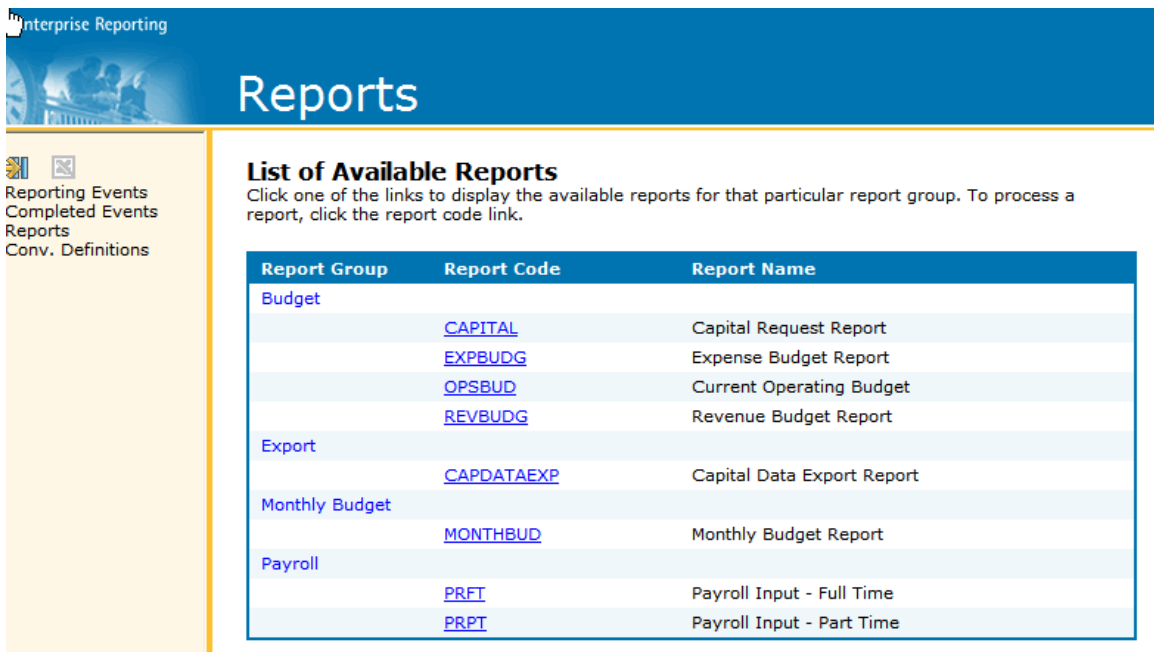 nterprise Reporting
Reports
Reporting Events
Completed Events
Reports
Conv. Definitions
List of Available Reports
Click one of the links to display the available reports for that particular report group. To process a
report, click the report code link.
Report Group Report Code Report Name
Budget
CAPITAL Capital Request Report
EXPBUDG Expense Budget Report
OPSBUD Current Operating Budget
REVBUDG Revenue Budget Report
Export
CAPDATAEXP Capital Data Export Report
Monthly Budget
MONTHBUD Monthly Budget Report
Payroll
PRFT Payroll Input - Full Time
PRPT Payroll Input - Part Time